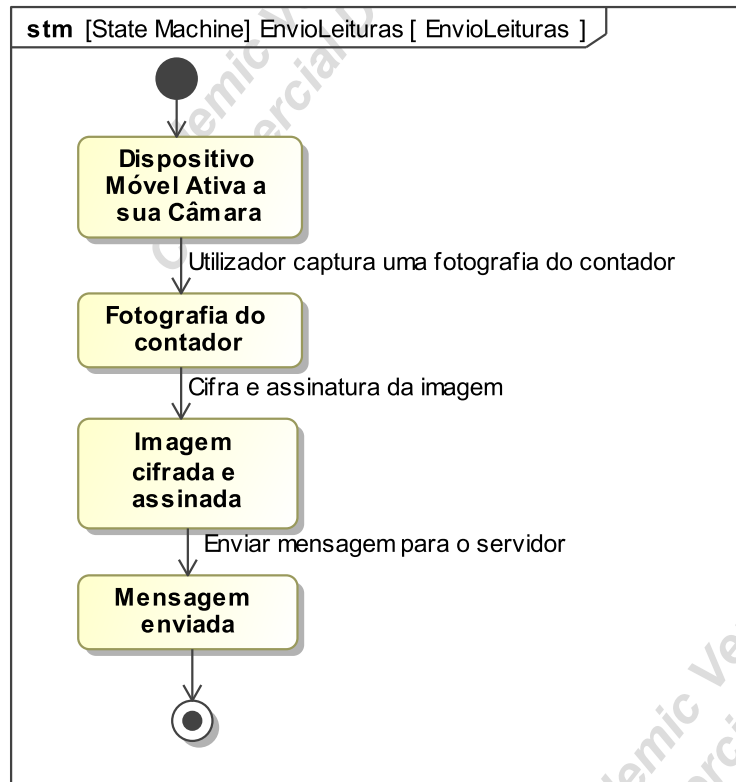 stm [State Machine] EnvioLeituras [ EnvioLeituras ]
Dispositivo
Móvel Ativa a
sua Câmara
Utilizador captura uma fotografia do contador
Fotografia do
contador
Cifra e assinatura da imagem
Imagem
cifrada e
assinada
Enviar mensagem para o servidor
Mensagem
enviada